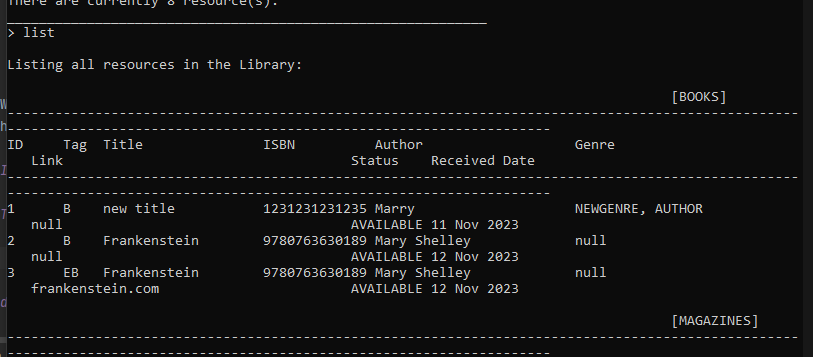 There are currently 8 resource(s).
____________________________________________________________
> list
Listing all resources in the Library:
[BOOKS]
---------------------------------------------------------------------------------------------------
--------------------------------------------------------------------
ID Tag Title ISBN Author Genre
Link Status Received Date
---------------------------------------------------------------------------------------------------
--------------------------------------------------------------------
1 B new title 1231231231235 Marry NEWGENRE, AUTHOR
null AVAILABLE 11 Nov 2023
2 B Frankenstein 9780763630189 Mary Shelley null
null AVAILABLE 12 Nov 2023
3 EB Frankenstein 9780763630189 Mary Shelley null
frankenstein.com AVAILABLE 12 Nov 2023
[MAGAZINES]
---------------------------------------------------------------------------------------------------
--------------------------------------------------------------------